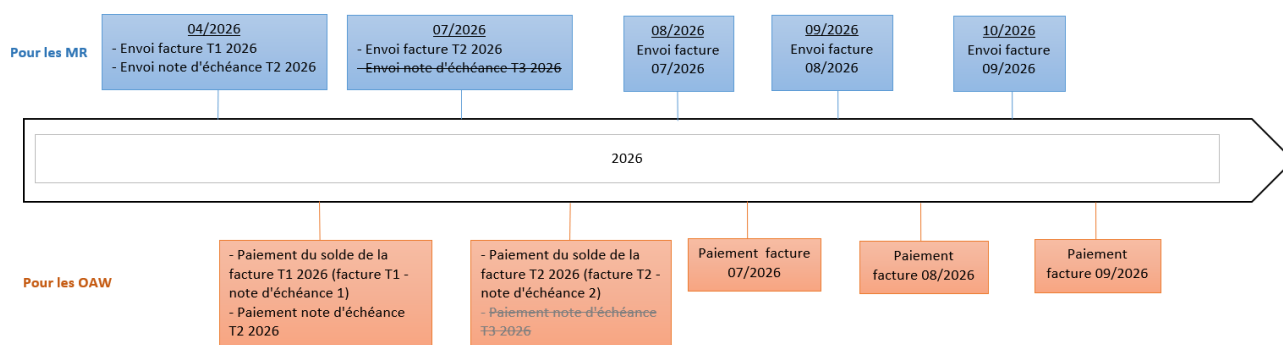 Pour les MR
04/2026
- Envoi facture T1 2026
- Envoi note d'échéance T2 2026
07/2026
- Envoi facture T2 2026
- Envoi note d'échéance T3 2026
08/2026
Envoi facture
07/2026
09/2026
Envoi facture
08/2026
10/2026
Envoi facture
09/2026
2026
Pour les OAW
- Paiement du solde de la
facture T1 2026 (facture T1 -
note d'échéance 1)
- Paiement note d'échéance
T2 2026
- Paiement du solde de la
facture T2 2026 (facture T2 -
note d'échéance 2)
- Paiement note d'échéance
T3 2026
Paiement facture
07/2026
Paiement
facture 08/2026
Paiement
facture 09/2026